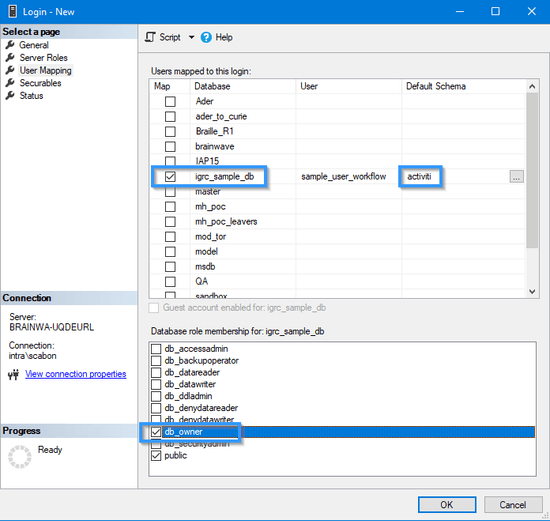 Login - New
Select a page
General
Server Roles
User Mapping
Securables
Status
Connection
Server:
BRAINWA-UQDEURL
Connection:
intra\scabon
View connection properties
Progress
Ready
Script Help
Users mapped to this login:
Map Database User Default Schema
Ader
ader_to_curie
Braille_R1
brainwave
IAP15
igrc_sample_db sample_user_workflow activiti ...
master
mh_poc
mh_poc_leavers
mod_tor
model
msdb
QA
sandbox
Guest account enabled for: igrc_sample_db
Database role membership for: igrc_sample_db
db_accessadmin
db_backupoperator
db_datareader
db_datawriter
db_ddladmin
db_denydatareader
db_denydatawriter
db_owner
db_securityadmin
public
OK Cancel